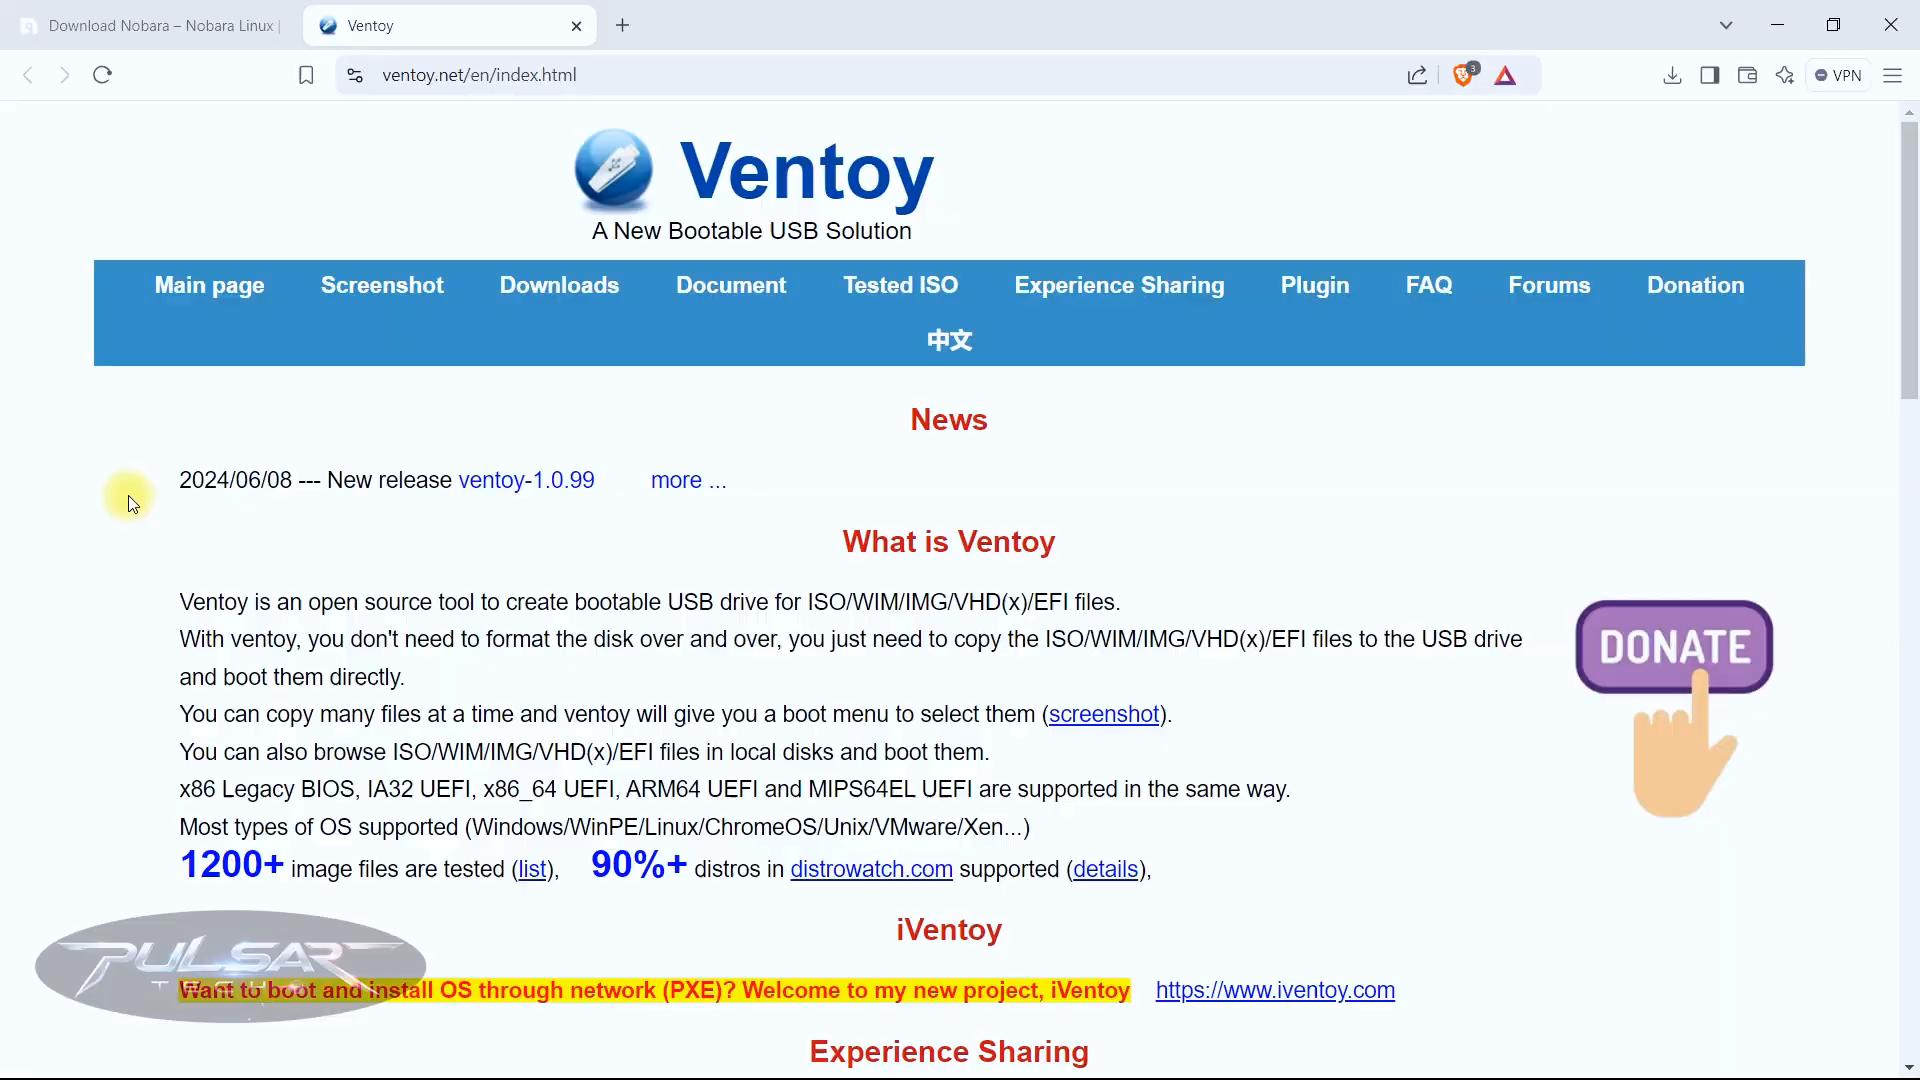 Download Nobara – Nobara Linux |
Ventoy
ventoy.net/en/index.html
3
VPN
Ventoy
A New Bootable USB Solution
Main page Screenshot Downloads Document Tested ISO Experience Sharing Plugin FAQ Forums Donation
中文
News
2024/06/08 --- New release ventoy-1.0.99 more ...
What is Ventoy
Ventoy is an open source tool to create bootable USB drive for ISO/WIM/IMG/VHD(x)/EFI files.
With ventoy, you don't need to format the disk over and over, you just need to copy the ISO/WIM/IMG/VHD(x)/EFI files to the USB drive
and boot them directly.
You can copy many files at a time and ventoy will give you a boot menu to select them (screenshot).
You can also browse ISO/WIM/IMG/VHD(x)/EFI files in local disks and boot them.
x86 Legacy BIOS, IA32 UEFI, x86_64 UEFI, ARM64 UEFI and MIPS64EL UEFI are supported in the same way.
Most types of OS supported (Windows/WinPE/Linux/ChromeOS/Unix/VMware/Xen...)
1200+ image files are tested (list), 90%+ distros in distrowatch.com supported (details),
DONATE
iVentoy
PULSAR
TECH
Want to boot and install OS through network (PXE)? Welcome to my new project, iVentoy https://www.iventoy.com
Experience Sharing